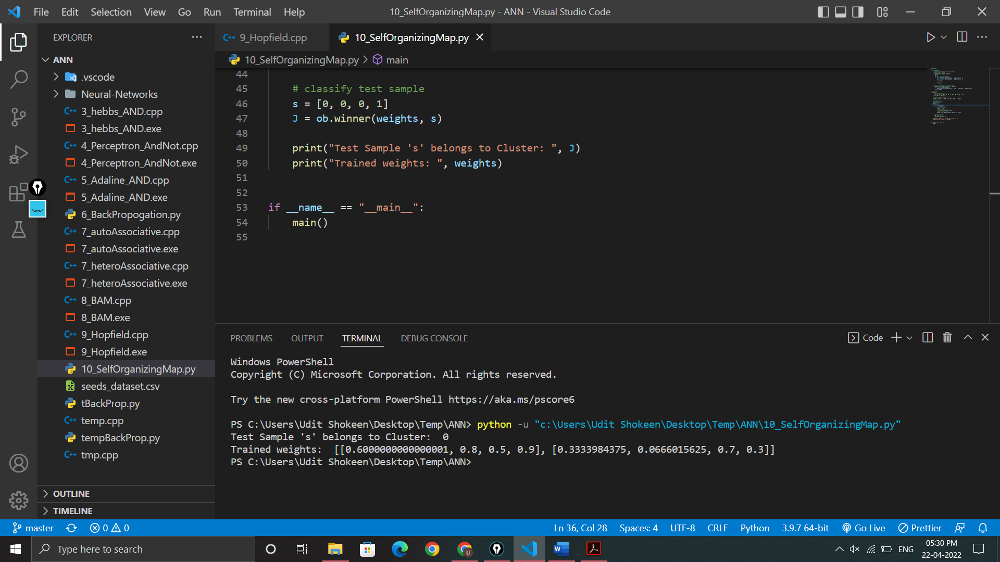 File Edit Selection View Go Run Terminal Help
10_SelfOrganizingMap.py - ANN - Visual Studio Code
EXPLORER
ANN
.vscode
Neural-Networks
3_hebbs_AND.cpp
3_hebbs_AND.exe
4_Perceptron_AndNot.cpp
4_Perceptron_AndNot.exe
5_Adaline_AND.cpp
5_Adaline_AND.exe
6_BackPropogation.py
7_autoAssociative.cpp
7_autoAssociative.exe
7_heteroAssociative.cpp
7_heteroAssociative.exe
8_BAM.cpp
8_BAM.exe
9_Hopfield.cpp
9_Hopfield.exe
10_SelfOrganizingMap.py
seeds_dataset.csv
tBackProp.py
temp.cpp
tempBackProp.py
tmp.cpp
OUTLINE
TIMELINE
9_Hopfield.cpp 10_SelfOrganizingMap.py
10_SelfOrganizingMap.py > main
44
45 # classify test sample
46 s = [0, 0, 0, 1]
47 J = ob.winner(weights, s)
48
49 print("Test Sample 's' belongs to Cluster: ", J)
50 print("Trained weights: ", weights)
51
52
53 if __name__ == "__main__":
54 main()
55
PROBLEMS OUTPUT TERMINAL DEBUG CONSOLE
Code
Windows PowerShell
Copyright (C) Microsoft Corporation. All rights reserved.
Try the new cross-platform PowerShell https://aka.ms/pscore6
PS C:\Users\Udit Shokeen\Desktop\Temp\ANN> python -u "c:\Users\Udit Shokeen\Desktop\Temp\ANN\10_SelfOrganizingMap.py"
Test Sample 's' belongs to Cluster:  0
Trained weights:  [[0.6000000000000001, 0.8, 0.5, 0.9], [0.3333984375, 0.0666015625, 0.7, 0.3]]
PS C:\Users\Udit Shokeen\Desktop\Temp\ANN>
master 0 0 Ln 36, Col 28 Spaces: 4 UTF-8 CRLF Python 3.9.7 64-bit Go Live Prettier
Type here to search
ENG
05:30 PM
22-04-2022